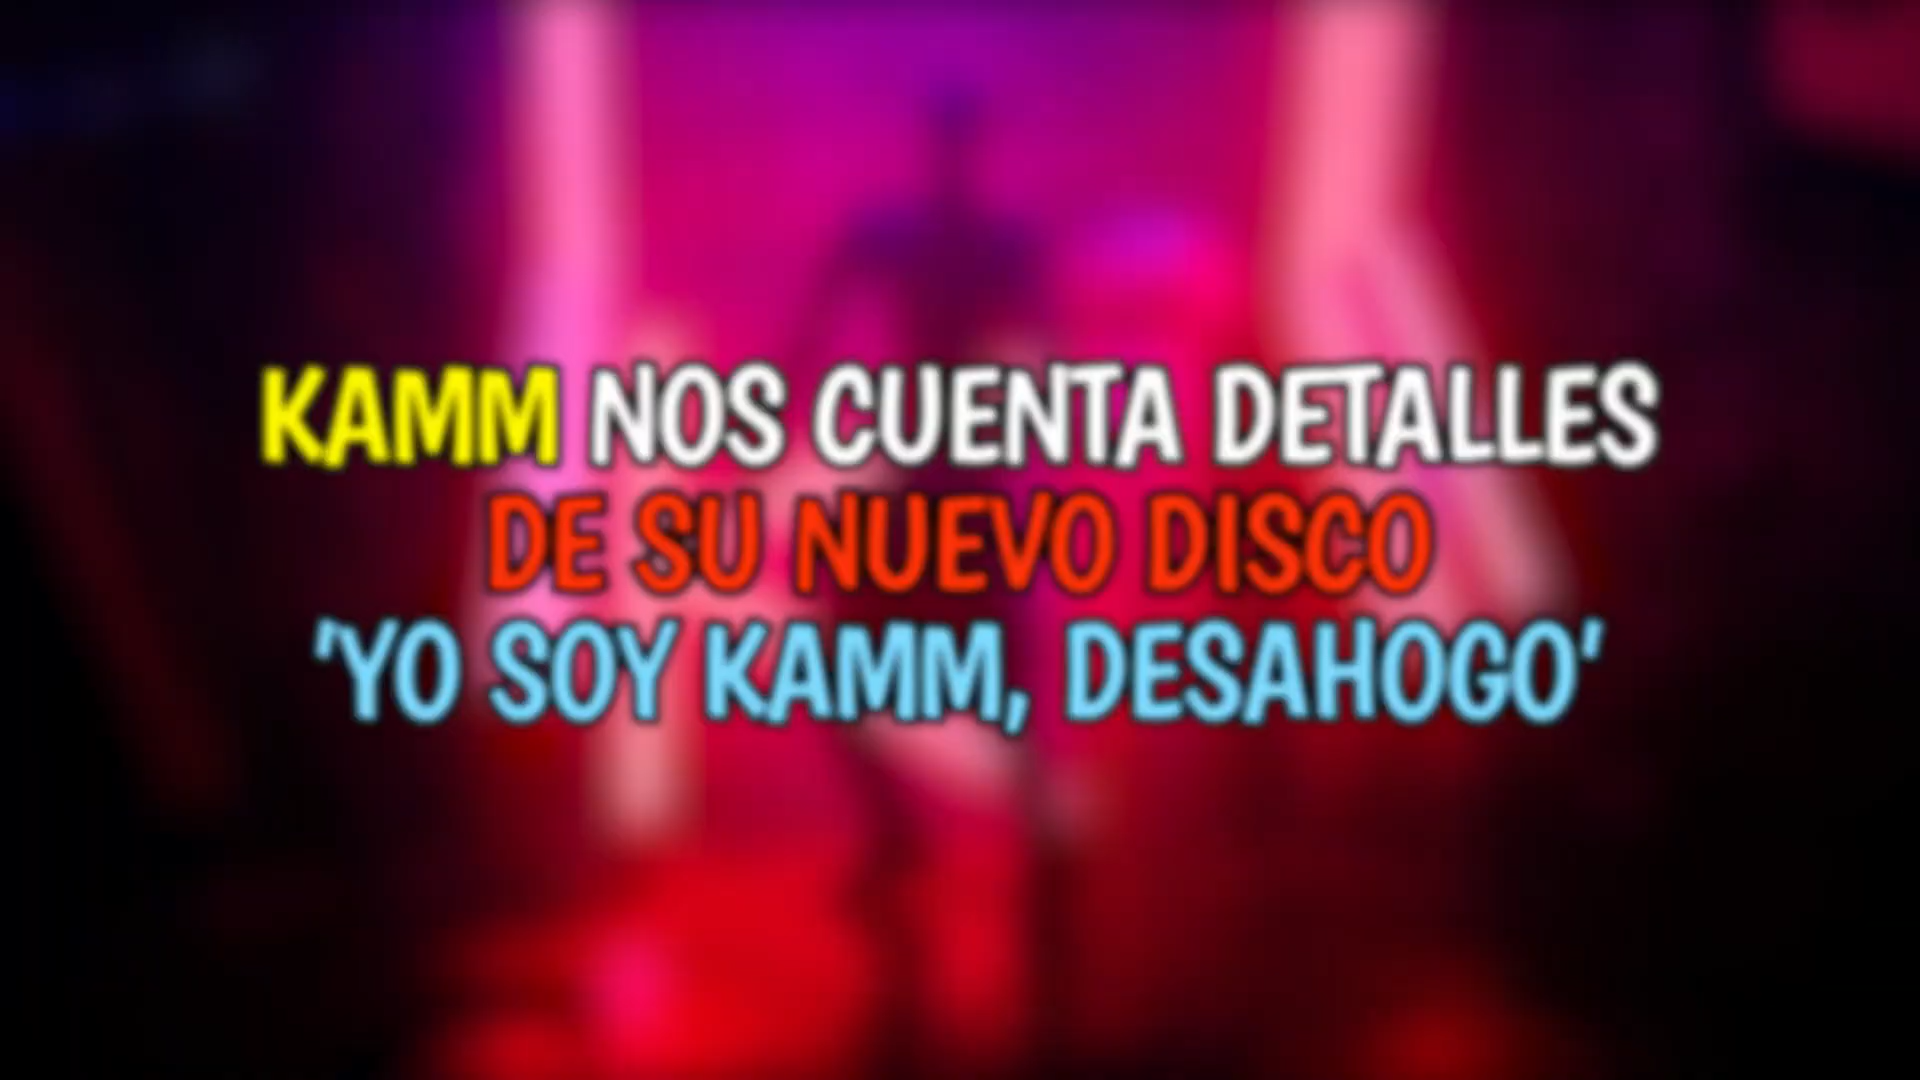 KAMM NOS CUENTA DETALLES
DE SU NUEVO DISCO
'YO SOY KAMM, DESAHOGO'